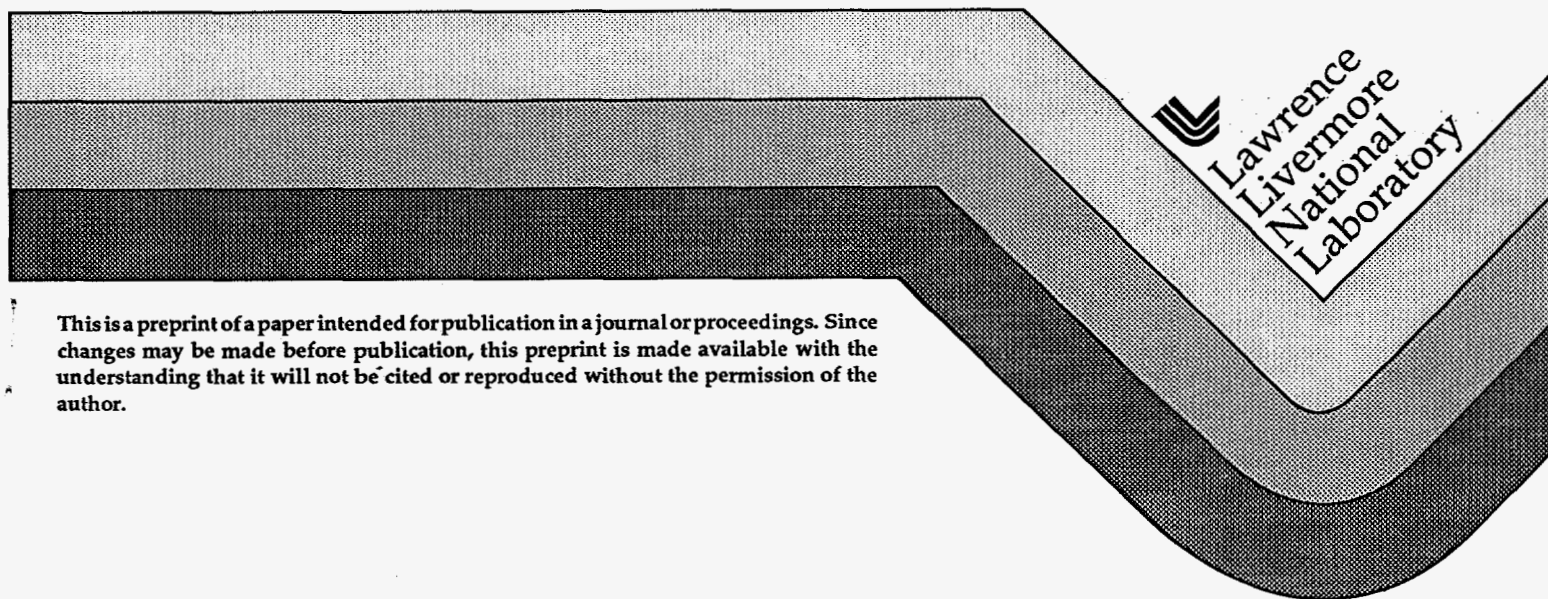 Lawrence
Livermore
National
Laboratory
This is a preprint of a paper intended for publication in a journal or proceedings. Since
changes may be made before publication, this preprint is made available with the
understanding that it will not be cited or reproduced without the permission of the
author.